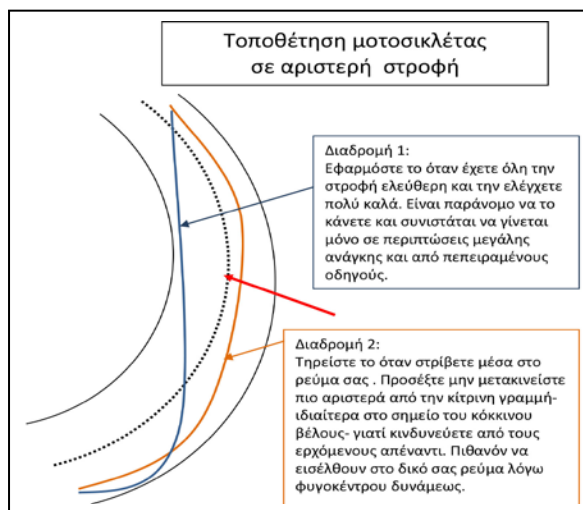 Τοποθέτηση μοτοσικλέτας
σε αριστερή στροφή
Διαδρομή 1:
Εφαρμόστε το όταν έχετε όλη την
στροφή ελεύθερη και την ελέγχετε
πολύ καλά. Είναι παράνομο να το
κάνετε και συνιστάται να γίνεται
μόνο σε περιπτώσεις μεγάλης
ανάγκης και από πεπειραμένους
οδηγούς.
Διαδρομή 2:
Τηρείστε το όταν στρίβετε μέσα στο
ρεύμα σας . Προσέξτε μην μετακινείστε
πιο αριστερά από την κίτρινη γραμμή-
ιδιαίτερα στο σημείο του κόκκινου
βέλους- γιατί κινδυνεύετε από τους
ερχόμενους απέναντι. Πιθανόν να
εισέλθουν στο δικό σας ρεύμα λόγω
φυγοκέντρου δυνάμεως.